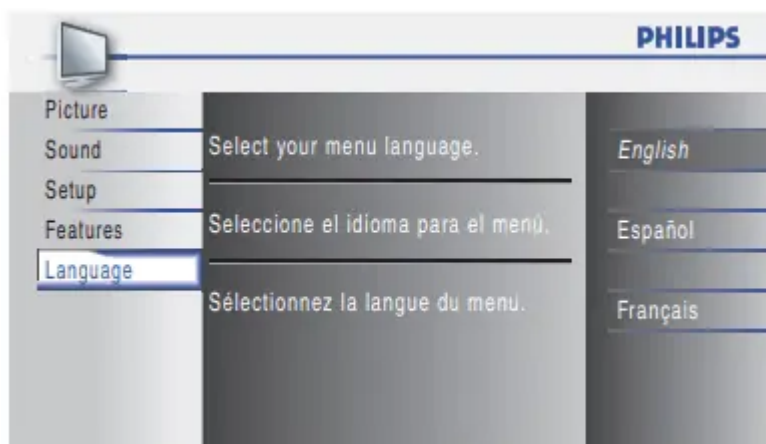 PHILIPS
Picture
Sound
Setup
Features
Language
Select your menu language.
Seleccione el idioma para el menú.
Sélectionnez la langue du menu.
English
Español
Français